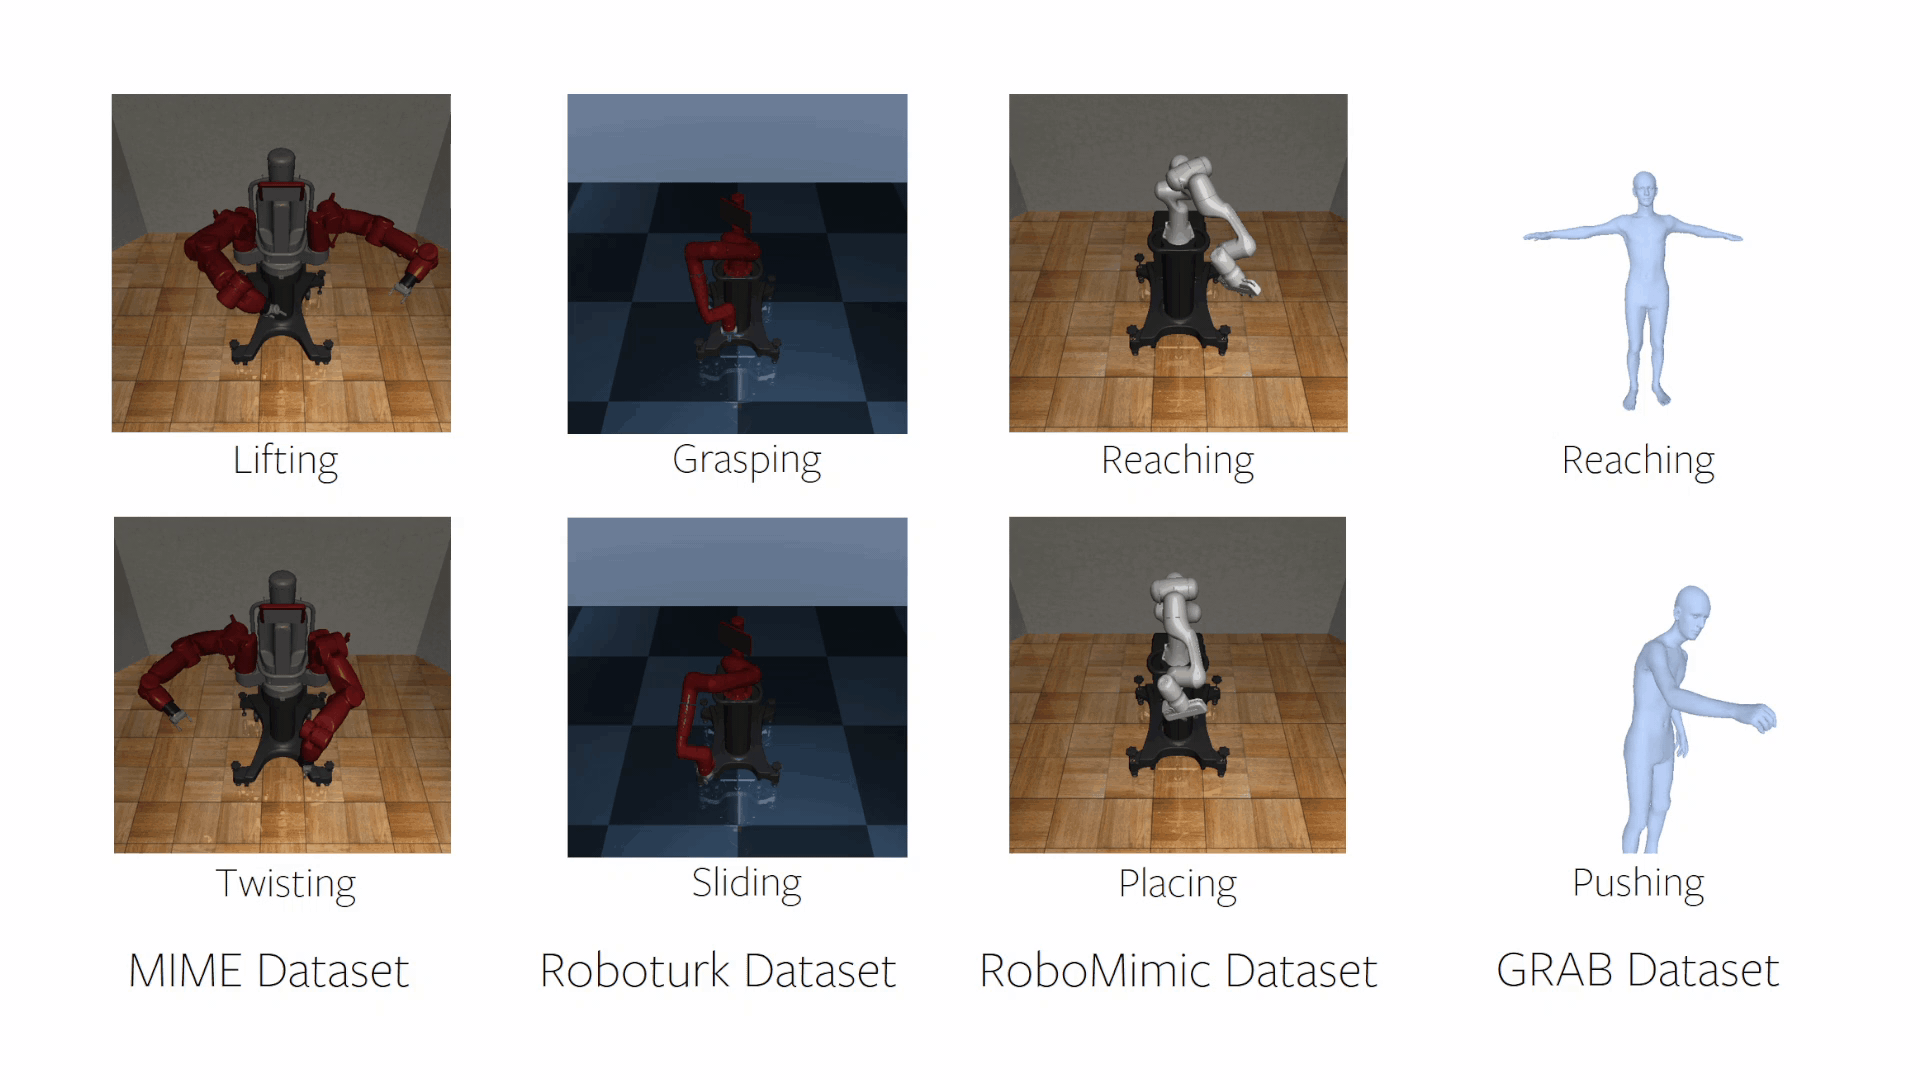 Lifting
Grasping
Reaching
Reaching
Twisting
Sliding
Placing
Pushing
MIME Dataset
Roboturk Dataset
RoboMimic Dataset
GRAB Dataset